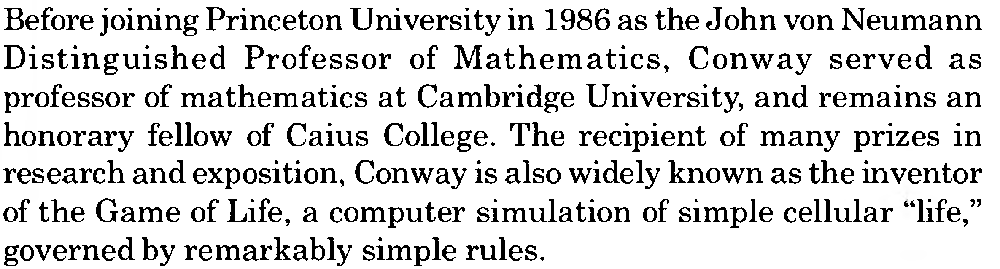 Before joining Princeton University in 1986 as the John von Neumann
Distinguished Professor of Mathematics, Conway served as
professor of mathematics at Cambridge University, and remains an
honorary fellow of Caius College. The recipient of many prizes in
research and exposition, Conway is also widely known as the inventor
of the Game of Life, a computer simulation of simple cellular “life,”
governed by remarkably simple rules.